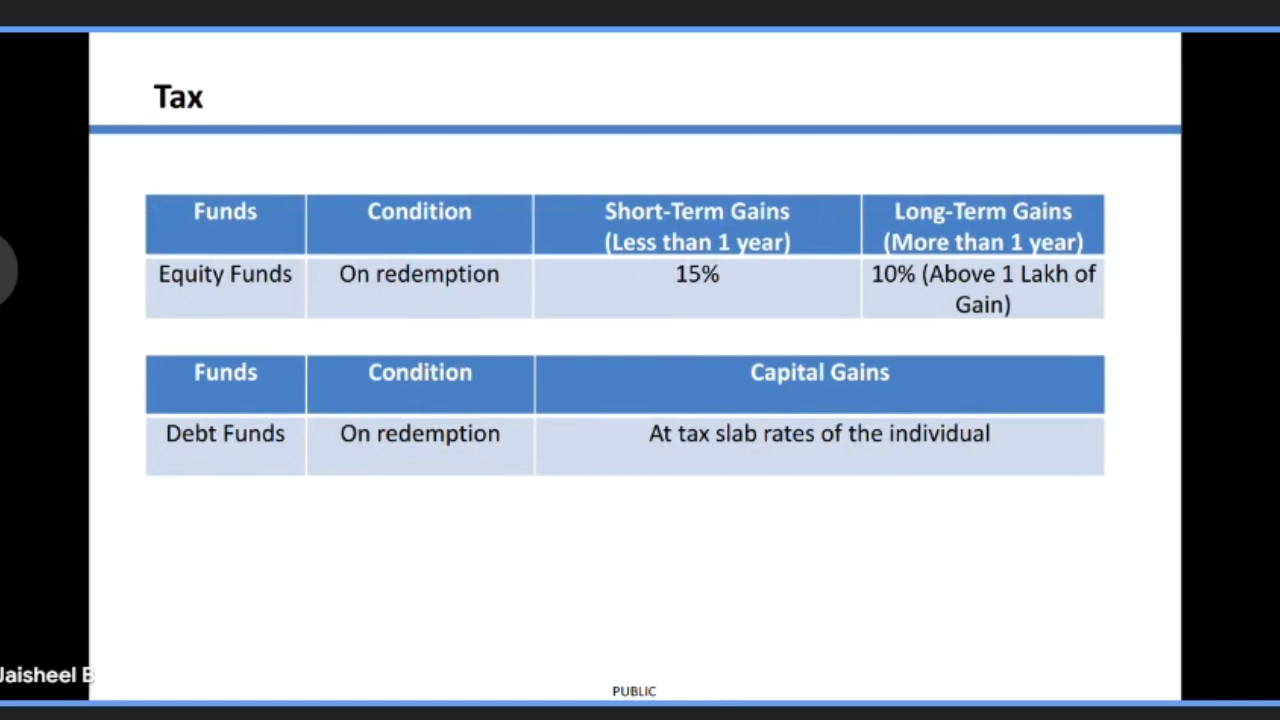 Tax
Funds Condition Short-Term Gains Long-Term Gains
(Less than 1 year) (More than 1 year)
Equity Funds On redemption 15% 10% (Above 1 Lakh of
Gain)
Funds Condition Capital Gains
Debt Funds On redemption At tax slab rates of the individual
Jaisheel B
PUBLIC